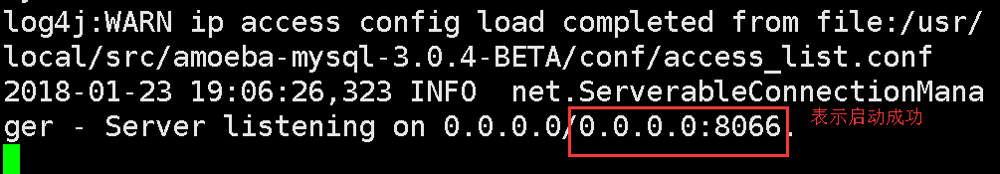 log4j:WARN ip access config load completed from file:/usr/
local/src/amoeba-mysql-3.0.4-BETA/conf/access_list.conf
2018-01-23 19:06:26,323 INFO  net.ServerableConnectionMana
ger - Server listening on 0.0.0.0/0.0.0.0:8066.
表示启动成功